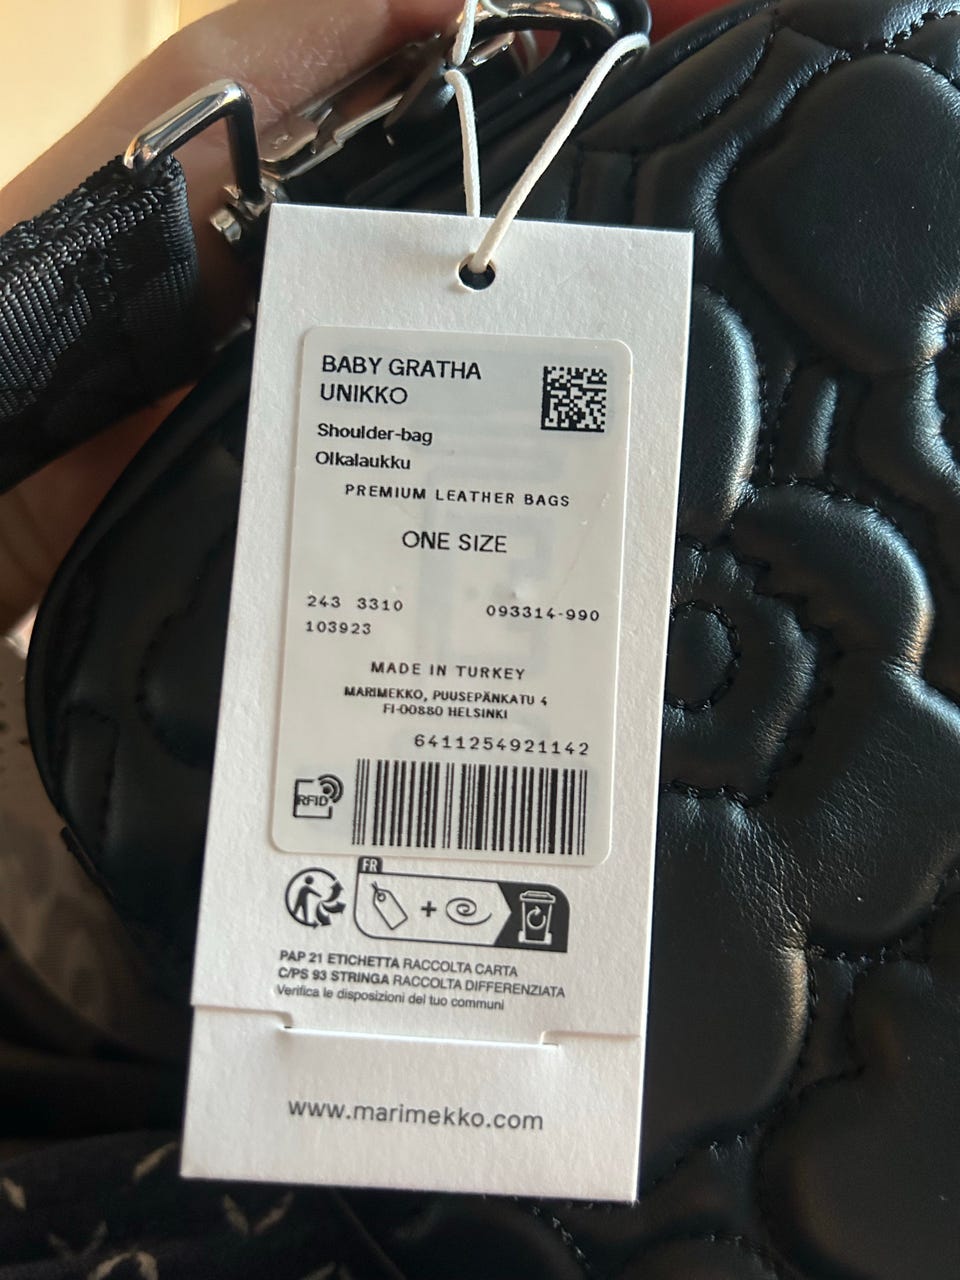 BABY GRATHA
UNIKKO
Shoulder-bag
Olkalaukku
PREMIUM LEATHER BAGS
ONE SIZE
243 3310 093314-990
103923
MADE IN TURKEY
MARIMEKKO, PUUSEPÄNKATU 4
FI-00880 HELSINKI
6411254921142
RFID
FR
PAP 21 ETICHETTA RACCOLTA CARTA
C/PS 93 STRINGA RACCOLTA DIFFERENZIATA
Verifica le disposizioni del tuo communi
www.marimekko.com